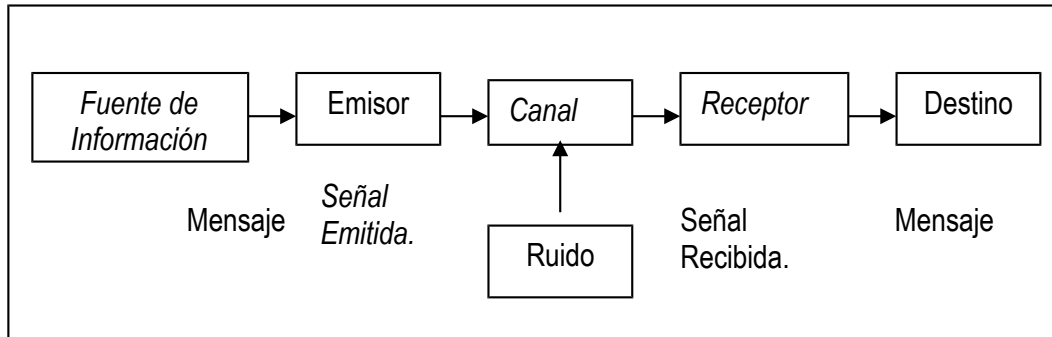 Fuente de
Información
Emisor
Canal
Receptor
Destino
Mensaje
Señal
Emitida.
Ruido
Señal
Recibida.
Mensaje